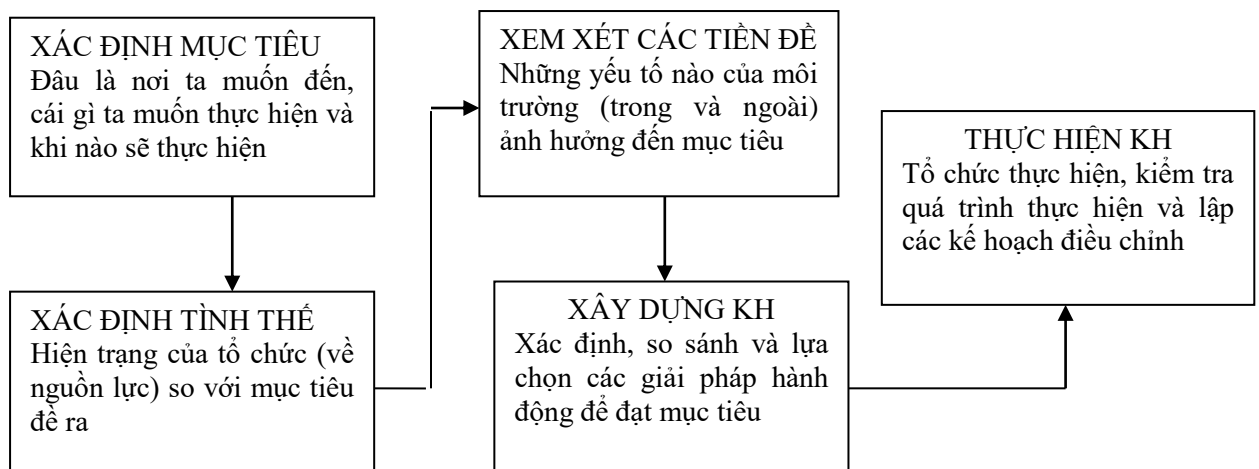 XÁC ĐỊNH MỤC TIÊU
Đâu là nơi ta muốn đến,
cái gì ta muốn thực hiện và
khi nào sẽ thực hiện
XÁC ĐỊNH TÌNH THẾ
Hiện trạng của tổ chức (về
nguồn lực) so với mục tiêu
đề ra
XEM XÉT CÁC TIỀN ĐỀ
Những yếu tố nào của môi
trường (trong và ngoài)
ảnh hưởng đến mục tiêu
XÂY DỰNG KH
Xác định, so sánh và lựa
chọn các giải pháp hành
động để đạt mục tiêu
THỰC HIỆN KH
Tổ chức thực hiện, kiểm tra
quá trình thực hiện và lập
các kế hoạch điều chỉnh